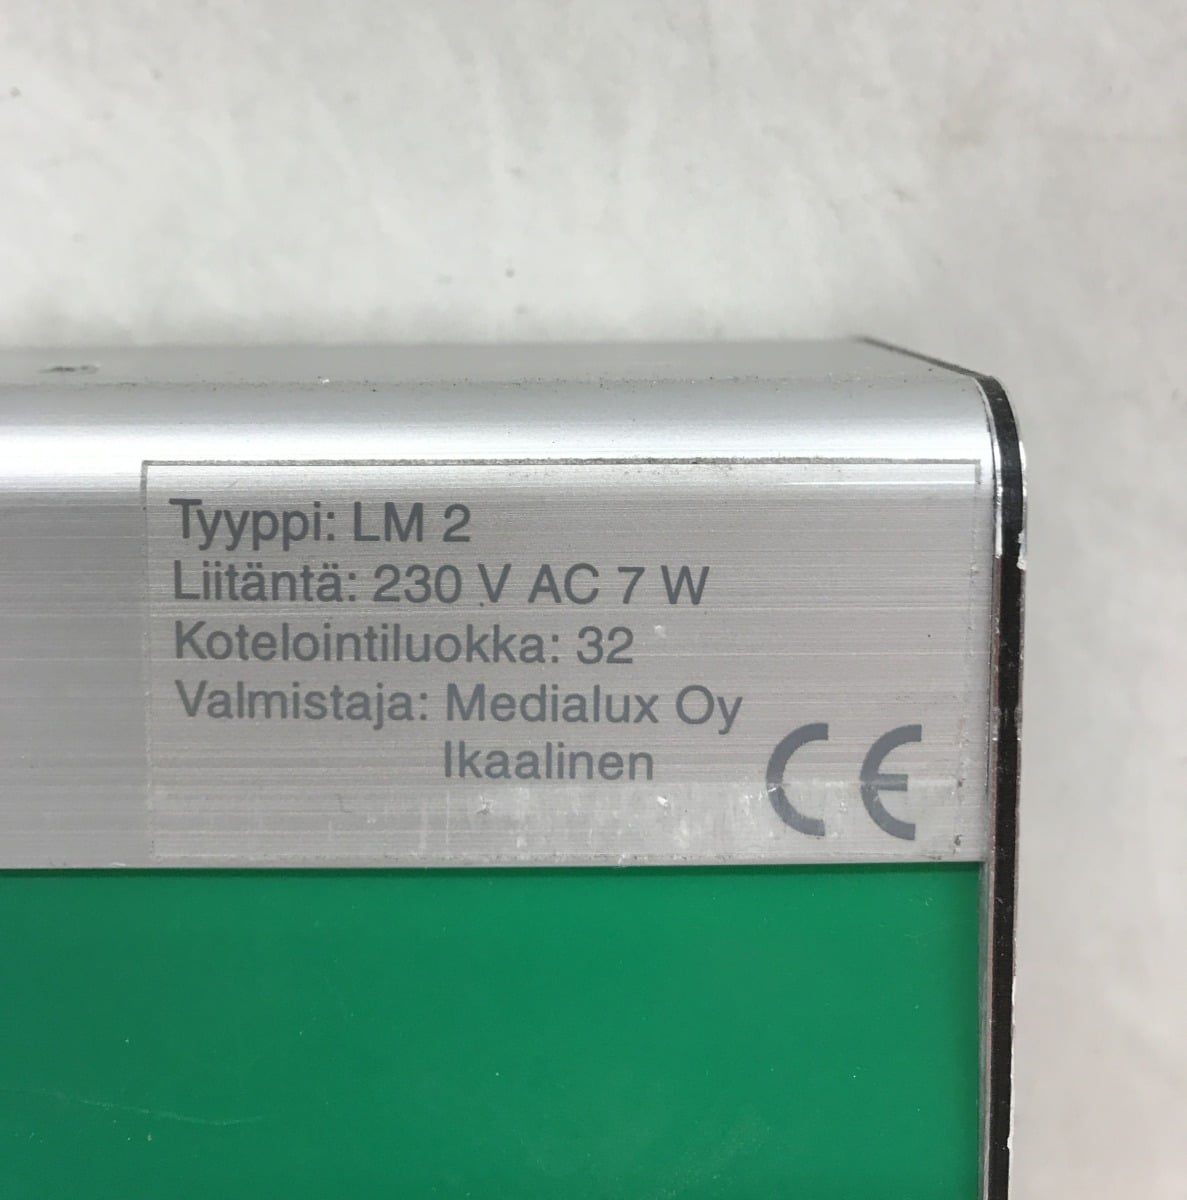 Tyyppi: LM 2
Liitäntä: 230 V AC 7 W
Kotelointiluokka: 32
Valmistaja: Medialux Oy
Ikaalinen
CE